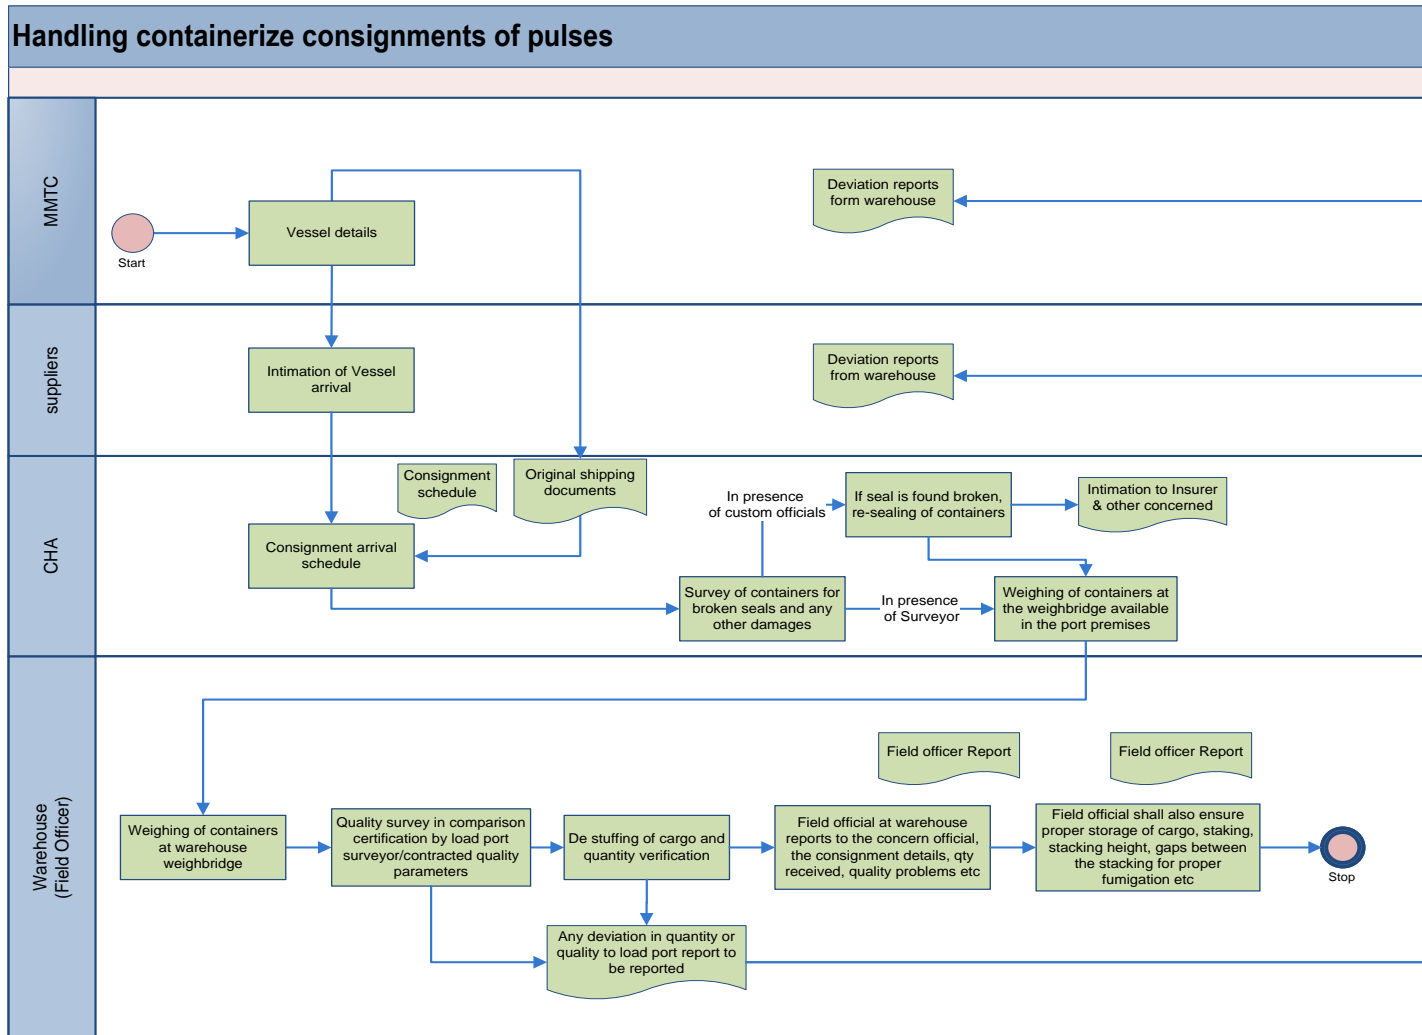 Handling containerize consignments of pulses
MMTC
Start
Vessel details
Deviation reports
form warehouse
suppliers
Intimation of Vessel
arrival
Deviation reports
from warehouse
CHA
Consignment
schedule
Original shipping
documents
Consignment arrival
schedule
In presence
of custom officials
If seal is found broken,
re-sealing of containers
Intimation to Insurer
& other concerned
Survey of containers for
broken seals and any
other damages
In presence
of Surveyor
Weighing of containers at
the weighbridge available
in the port premises
Warehouse
(Field Officer)
Field officer Report
Field officer Report
Weighing of containers
at warehouse
weighbridge
Quality survey in comparison
certification by load port
surveyor/contracted quality
parameters
De stuffing of cargo and
quantity verification
Field official at warehouse
reports to the concern official,
the consignment details, qty
received, quality problems etc
Field official shall also ensure
proper storage of cargo, staking,
stacking height, gaps between
the stacking for proper
fumigation etc
Stop
Any deviation in quantity or
quality to load port report to
be reported